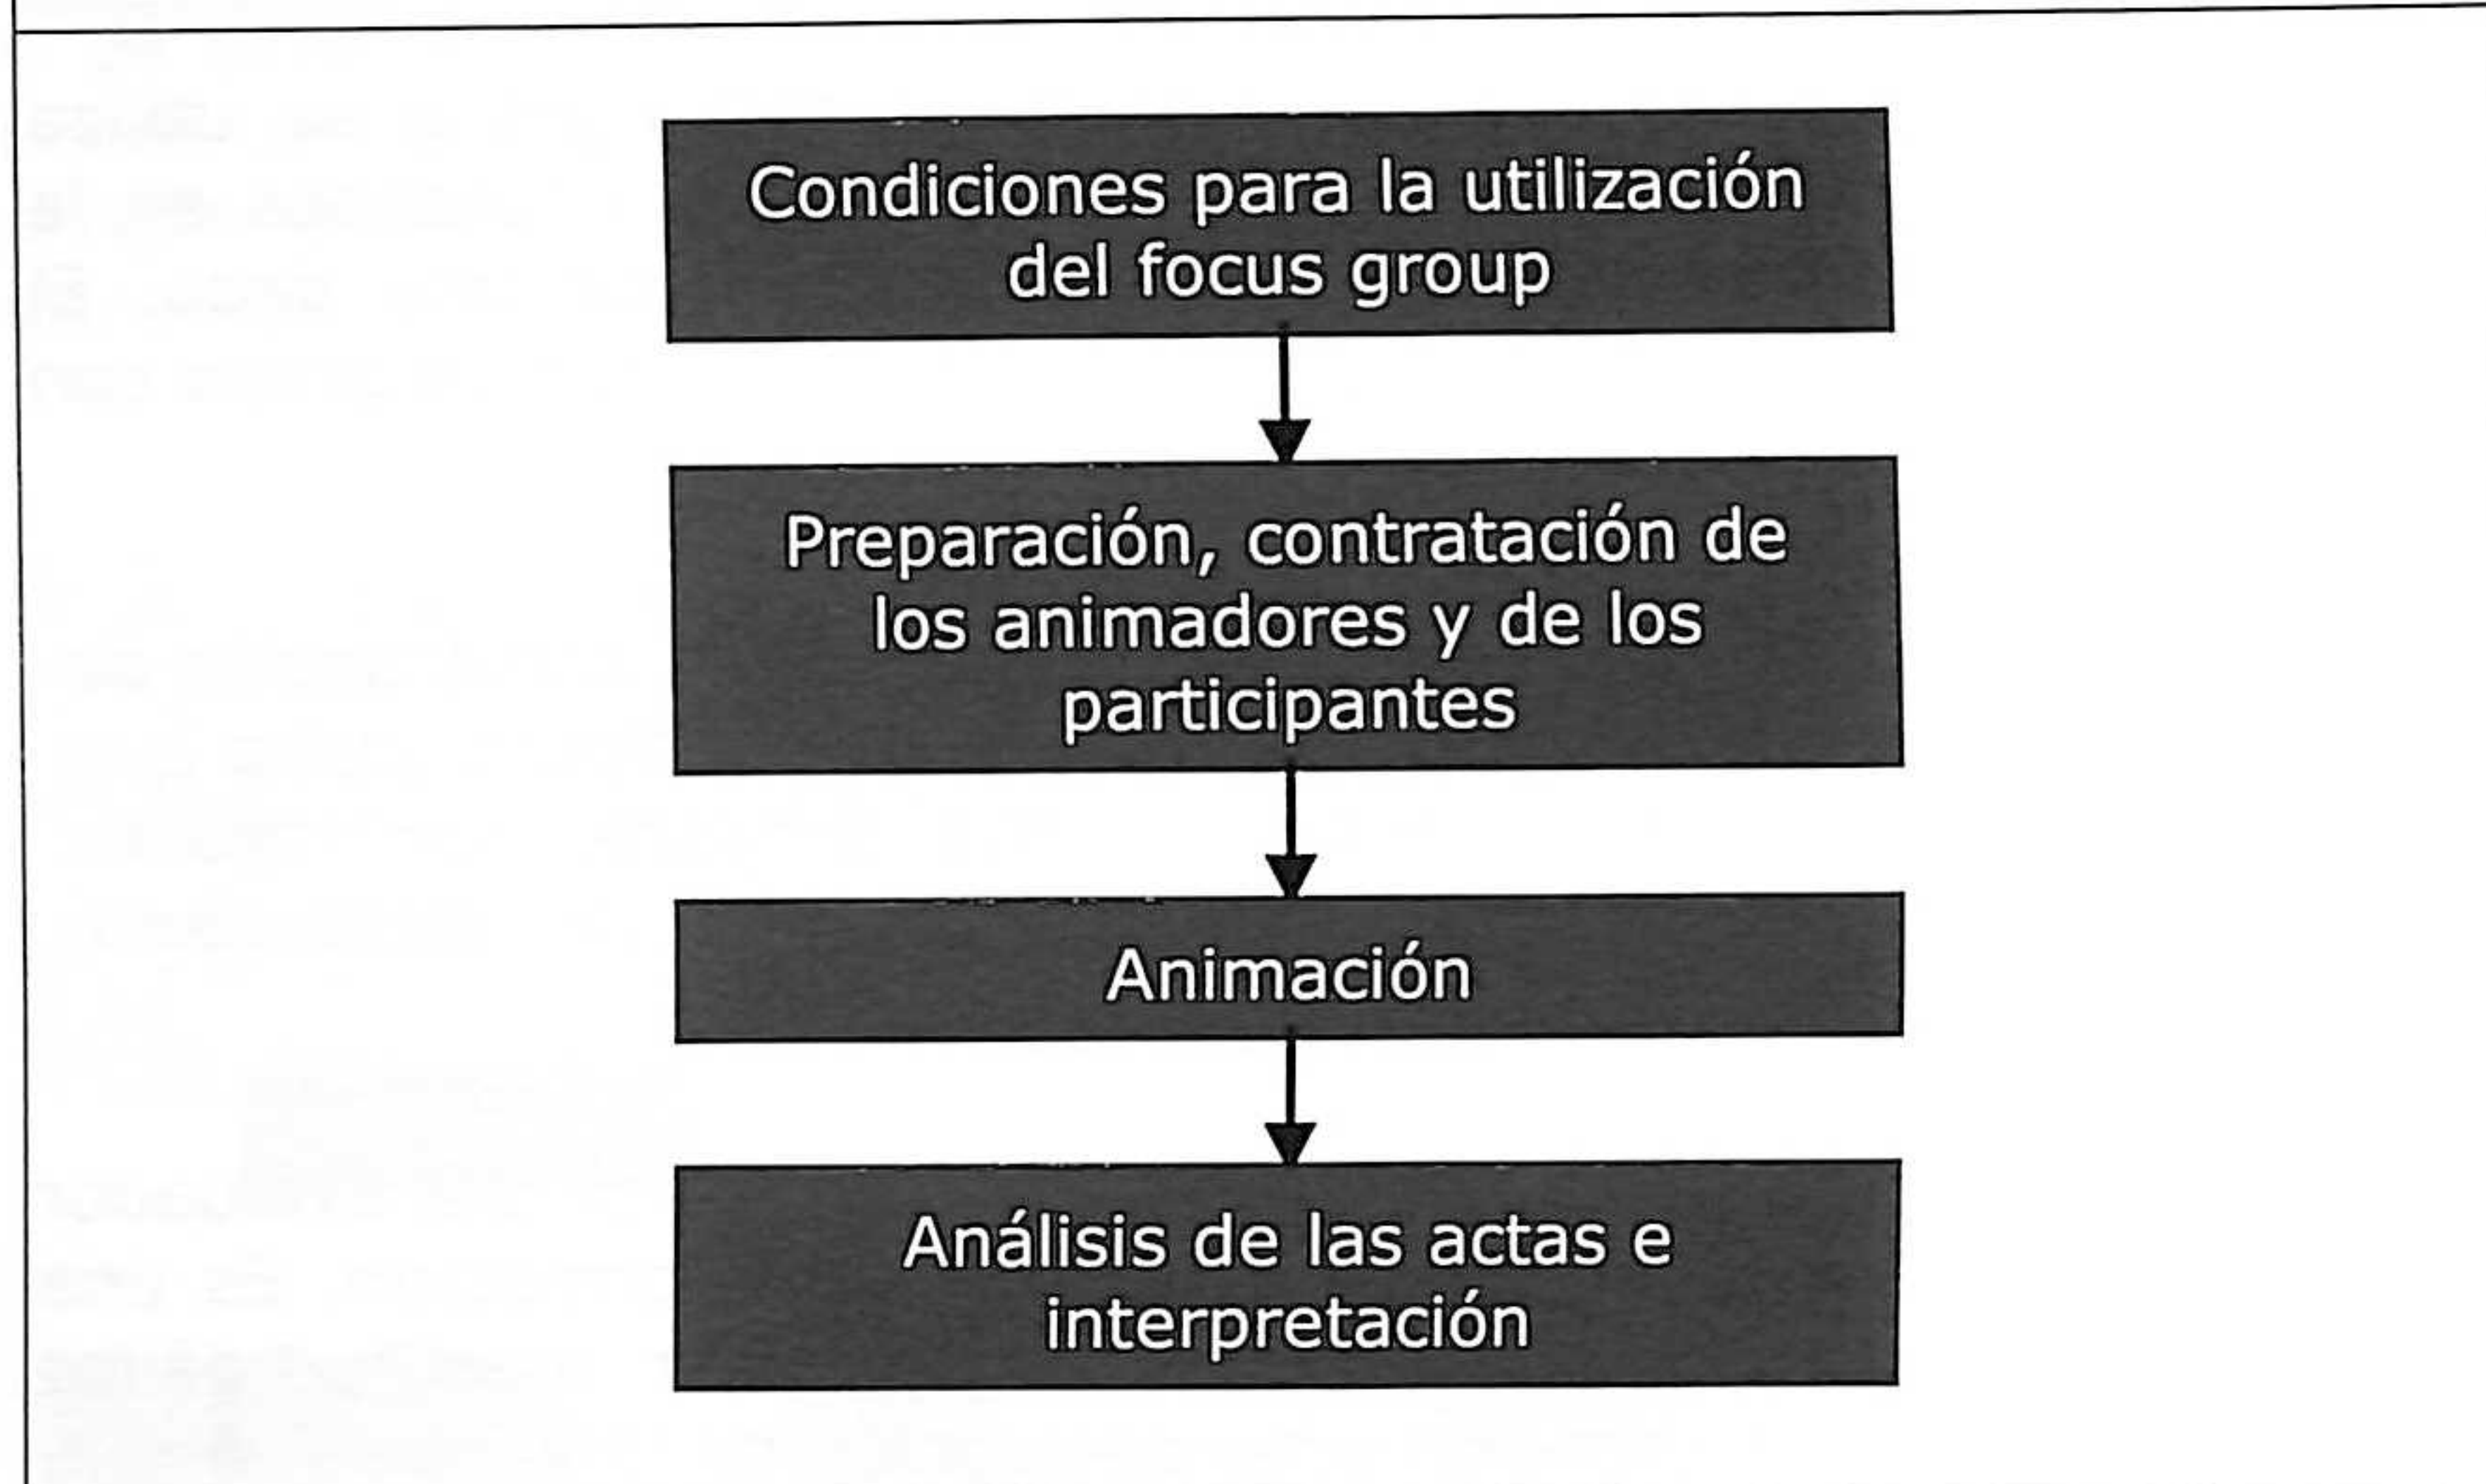 Condiciones para la utilización
del focus group
Preparación, contratación de
los animadores y de los
participantes
Animación
Análisis de las actas e
interpretación